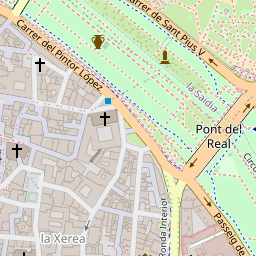 Carrer de Sant Pius V
Carrer del Pintor López
la Saïdia
Pont del
Real
Circ
la Xerea
Ronda Interior
Passeig de